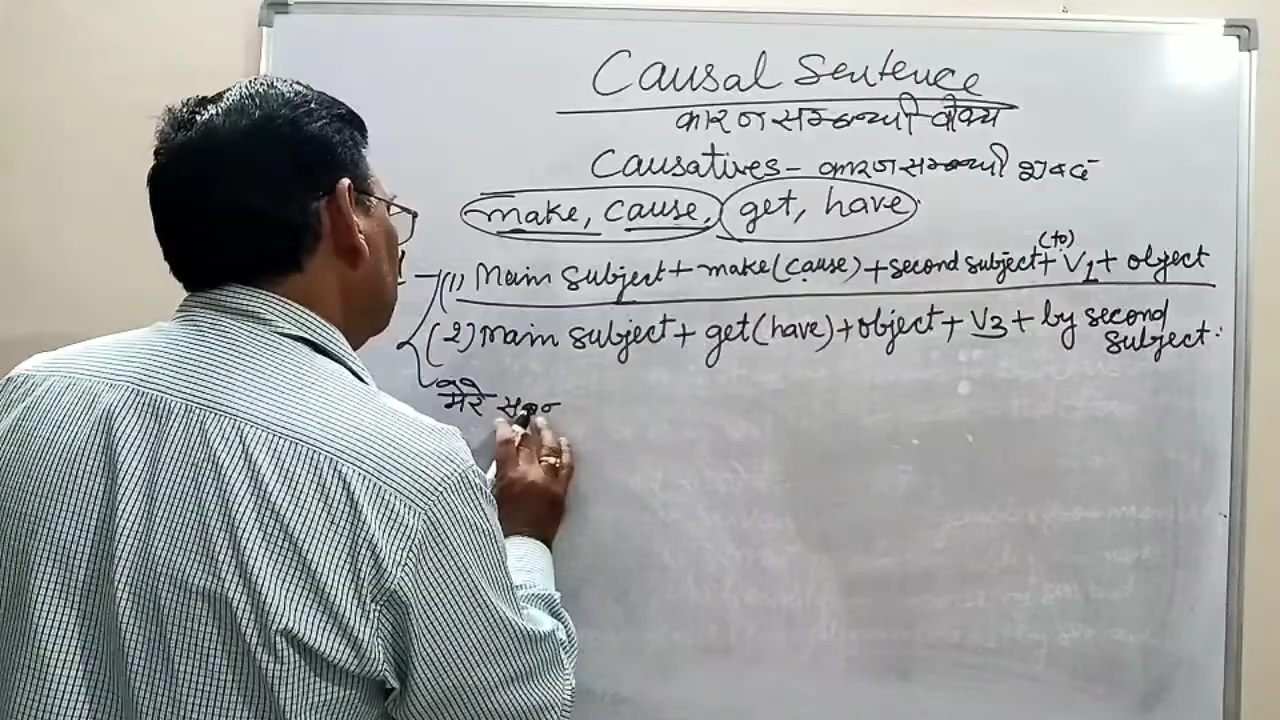 Causal Sentence
कारण सम्बन्धी वाक्य
Causatives - कारण सम्बन्धी शब्द
make, cause, get, have
(1) Main subject + make (cause) + second subject + (to) V1 + object
(2) Main subject + get (have) + object + V3 + by second
subject.
मेरे